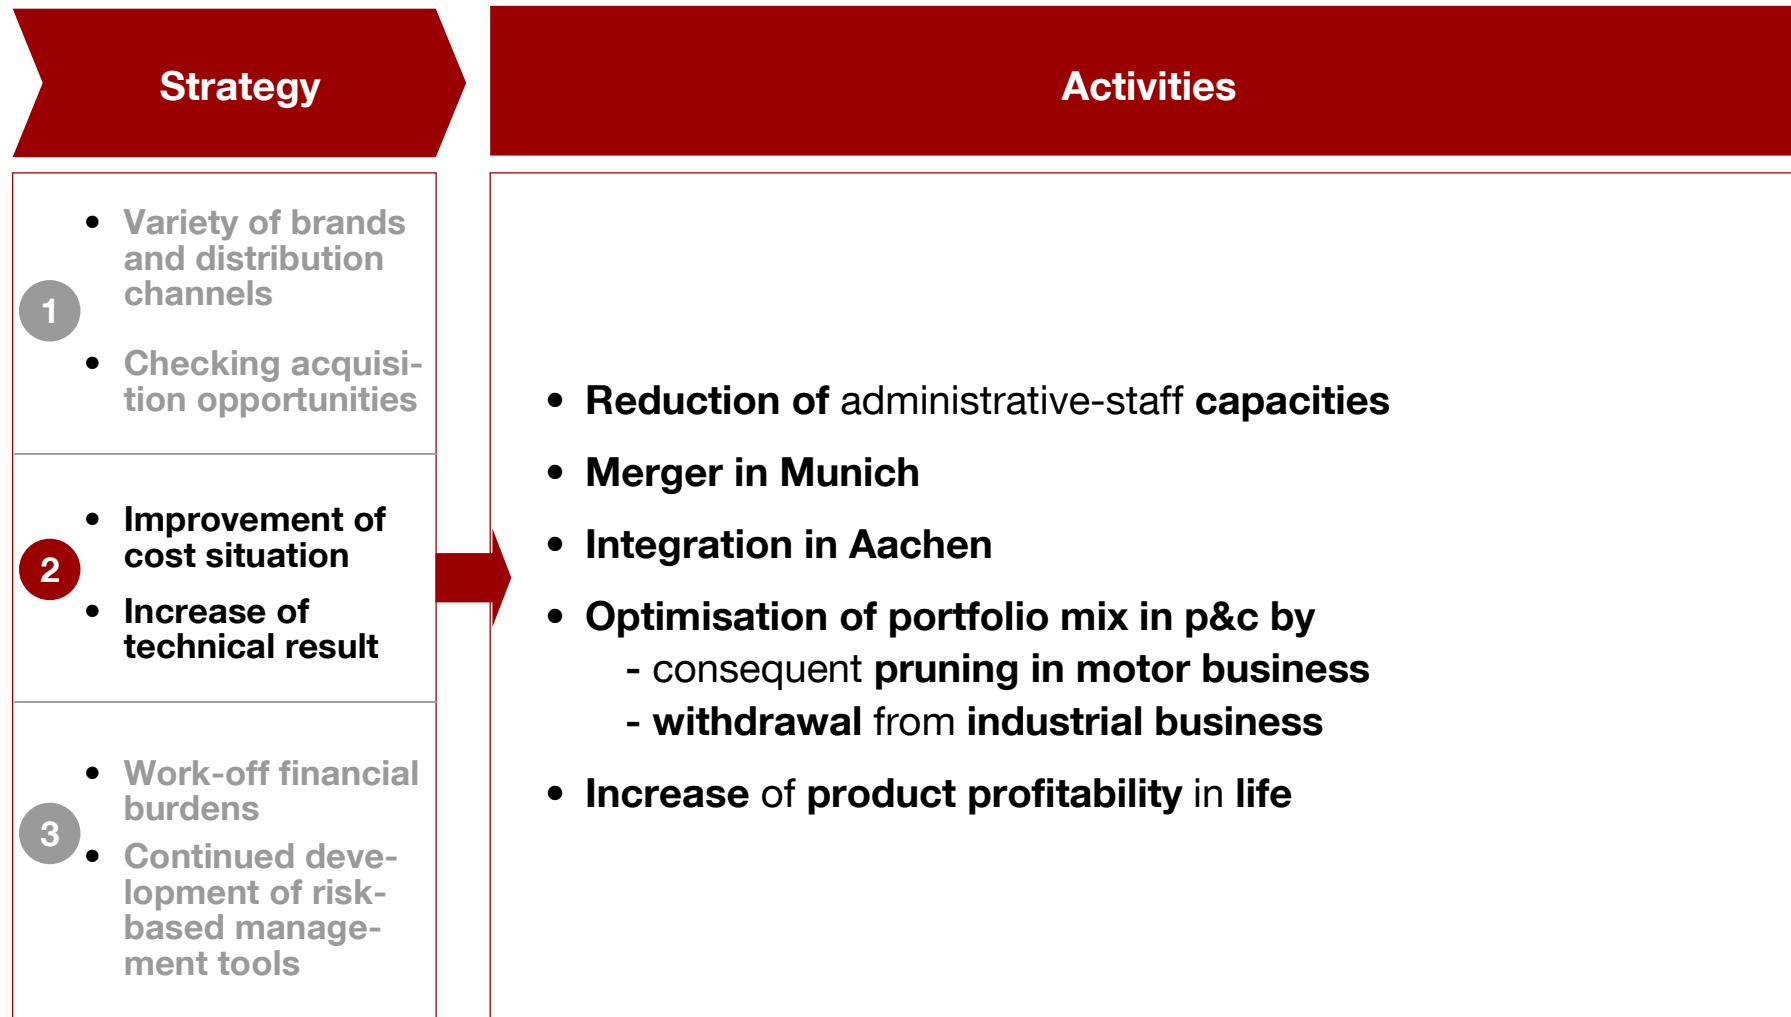 Strategy
Activities
1
• Variety of brands
and distribution
channels
• Checking acquisi-
tion opportunities
2
• Improvement of
cost situation
• Increase of
technical result
3
• Work-off financial
burdens
• Continued deve-
lopment of risk-
based manage-
ment tools
• Reduction of administrative-staff capacities
• Merger in Munich
• Integration in Aachen
• Optimisation of portfolio mix in p&c by
- consequent pruning in motor business
- withdrawal from industrial business
• Increase of product profitability in life